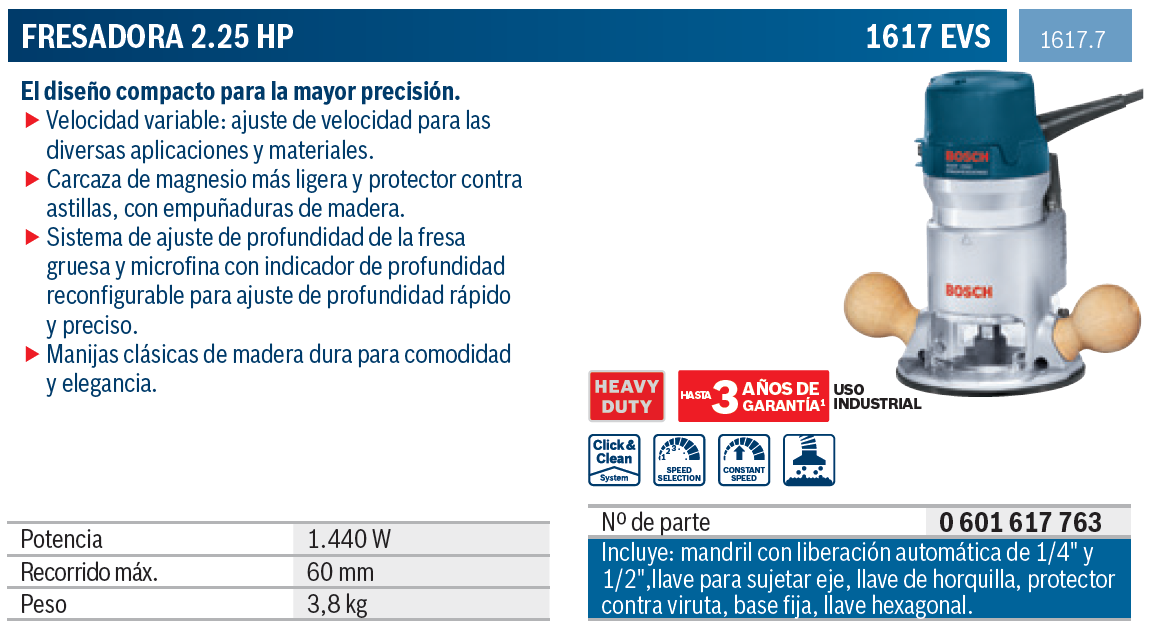 FRESADORA 2.25 HP 1617 EVS 1617.7
El diseño compacto para la mayor precisión.
Velocidad variable: ajuste de velocidad para las
diversas aplicaciones y materiales.
Carcaza de magnesio más ligera y protector contra
astillas, con empuñaduras de madera.
Sistema de ajuste de profundidad de la fresa
gruesa y microfina con indicador de profundidad
reconfigurable para ajuste de profundidad rápido
y preciso.
Manijas clásicas de madera dura para comodidad
y elegancia.
BOSCH
BOSCH
HEAVY
DUTY
HASTA 3 AÑOS DE
GARANTÍA¹
USO
INDUSTRIAL
Click &
Clean
System
1 2 3
SPEED
SELECTION
CONSTANT
SPEED
Potencia 1.440 W
Recorrido máx. 60 mm
Peso 3,8 kg
Nº de parte 0 601 617 763
Incluye: mandril con liberación automática de 1/4" y
1/2",llave para sujetar eje, llave de horquilla, protector
contra viruta, base fija, llave hexagonal.